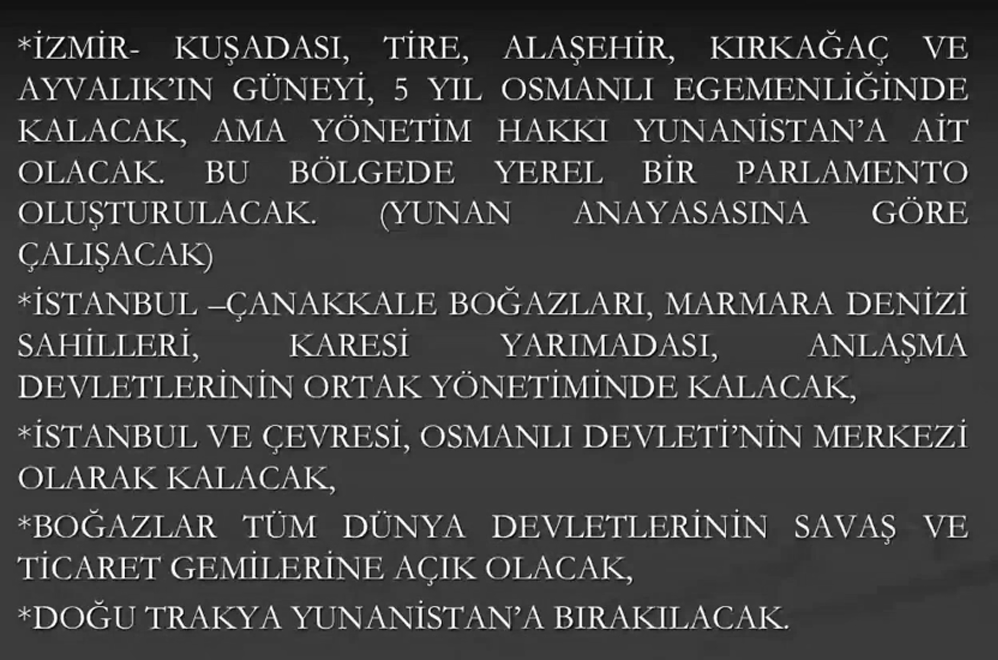 *İZMİR- KUŞADASI, TİRE, ALAŞEHİR, KIRKAĞAÇ VE
AYVALIK’IN GÜNEYİ, 5 YIL OSMANLI EGEMENLİĞİNDE
KALACAK, AMA YÖNETİM HAKKI YUNANİSTAN’A AİT
OLACAK. BU BÖLGEDE YEREL BİR PARLAMENTO
OLUŞTURULACAK. (YUNAN ANAYASASINA GÖRE
ÇALIŞACAK)
*İSTANBUL –ÇANAKKALE BOĞAZLARI, MARMARA DENİZİ
SAHİLLERİ, KARESİ YARIMADASI, ANLAŞMA
DEVLETLERİNİN ORTAK YÖNETİMİNDE KALACAK,
*İSTANBUL VE ÇEVRESİ, OSMANLI DEVLETİ’NİN MERKEZİ
OLARAK KALACAK,
*BOĞAZLAR TÜM DÜNYA DEVLETLERİNİN SAVAŞ VE
TİCARET GEMİLERİNE AÇIK OLACAK,
*DOĞU TRAKYA YUNANİSTAN’A BIRAKILACAK.